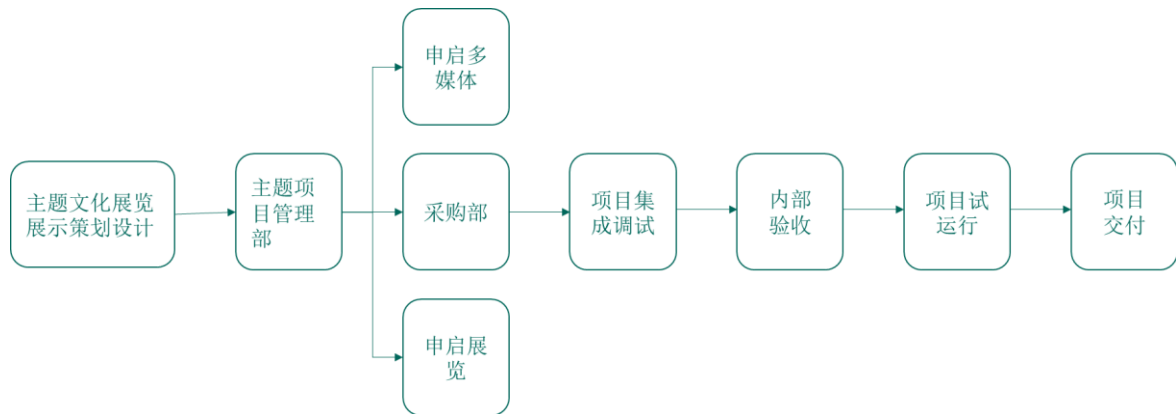 申启多
媒体
主题文化展览
展示策划设计
主题项
目管理
部
采购部
项目集
成调试
内部
验收
项目试
运行
项目
交付
申启展
览